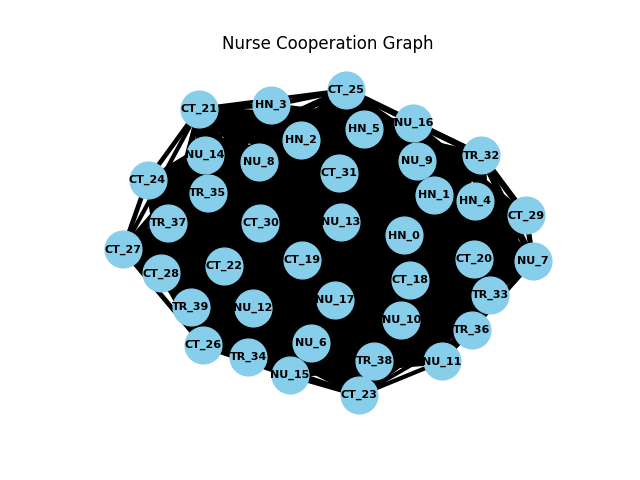 Nurse Cooperation Graph
CT_25
HN_3
CT_21
NU_16
HN_5
HN_2
NU_14
TR_32
NU_8
NU_9
CT_31
CT_24
TR_35
HN_1
HN_4
CT_29
TR_37
CT_30
NU_13
HN_0
CT_27
CT_19
CT_20
NU_7
CT_22
CT_28
CT_18
TR_33
NU_17
TR_39
NU_12
NU_10
TR_36
NU_6
CT_26
TR_34
TR_38
NU_11
NU_15
CT_23